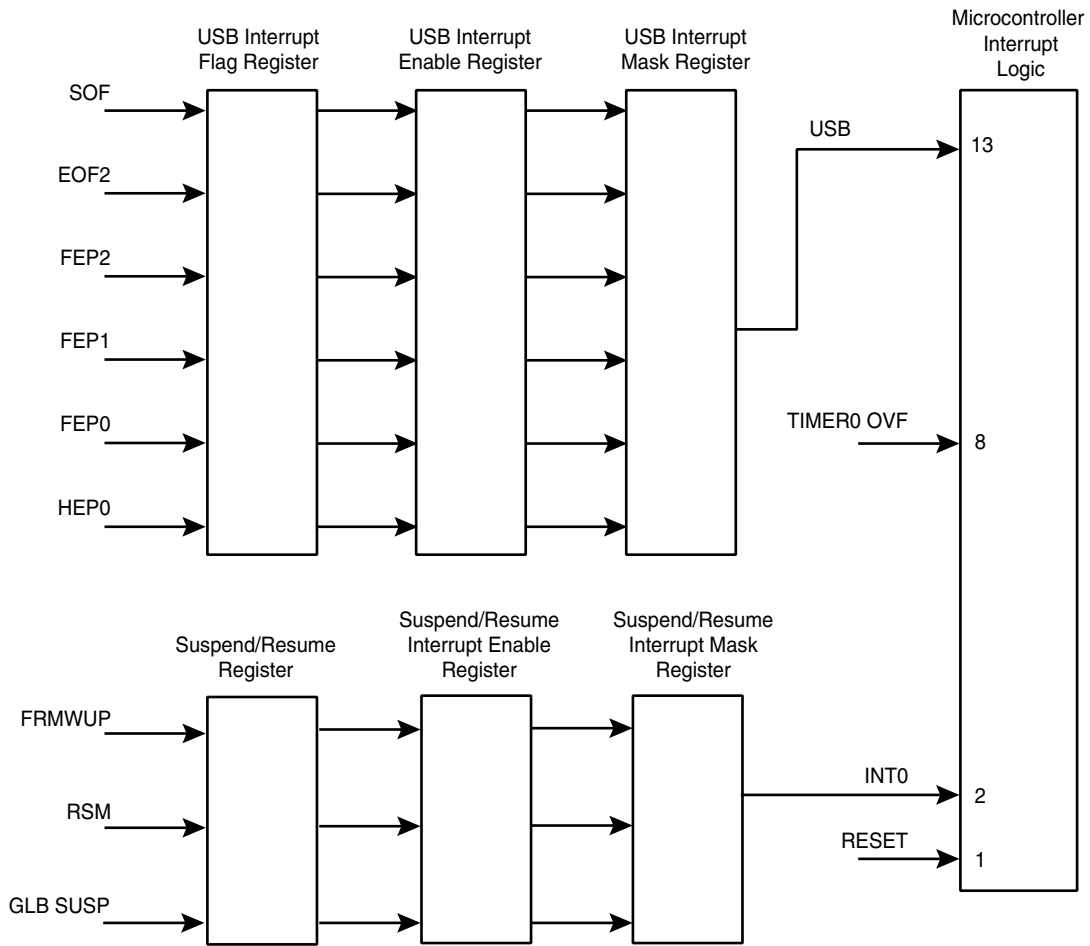 Microcontroller
Interrupt
Logic
USB Interrupt
Flag Register
USB Interrupt
Enable Register
USB Interrupt
Mask Register
SOF
EOF2
FEP2
FEP1
FEP0
HEP0
USB
13
TIMER0 OVF
8
Suspend/Resume
Register
Suspend/Resume
Interrupt Enable
Register
Suspend/Resume
Interrupt Mask
Register
FRMWUP
RSM
GLB SUSP
INT0
2
RESET
1